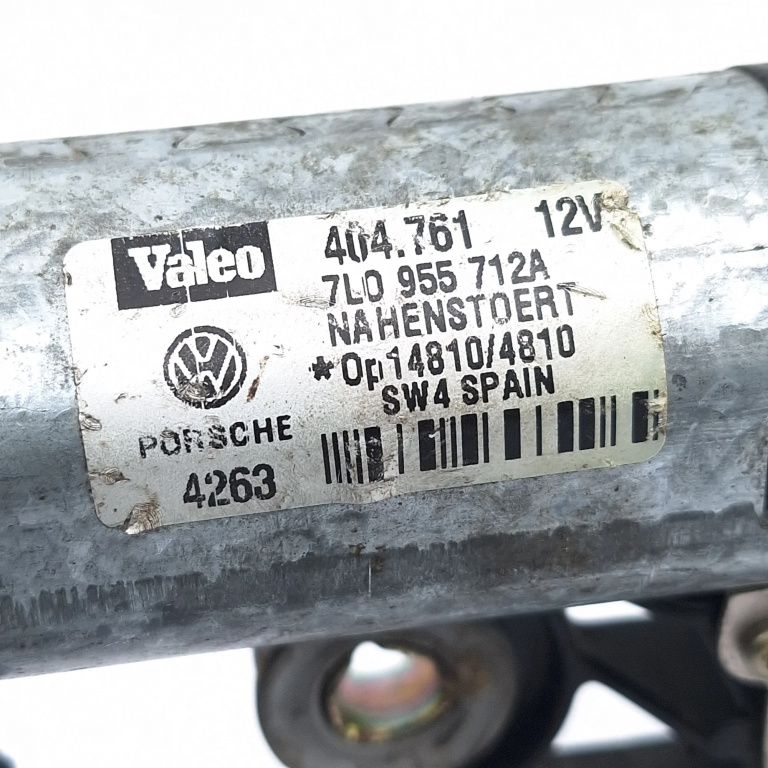 Valeo
404.761 12V
7L0 955 712A
NAHENSTOERT
*Op14810/4810
SW4 SPAIN
PORSCHE
4263